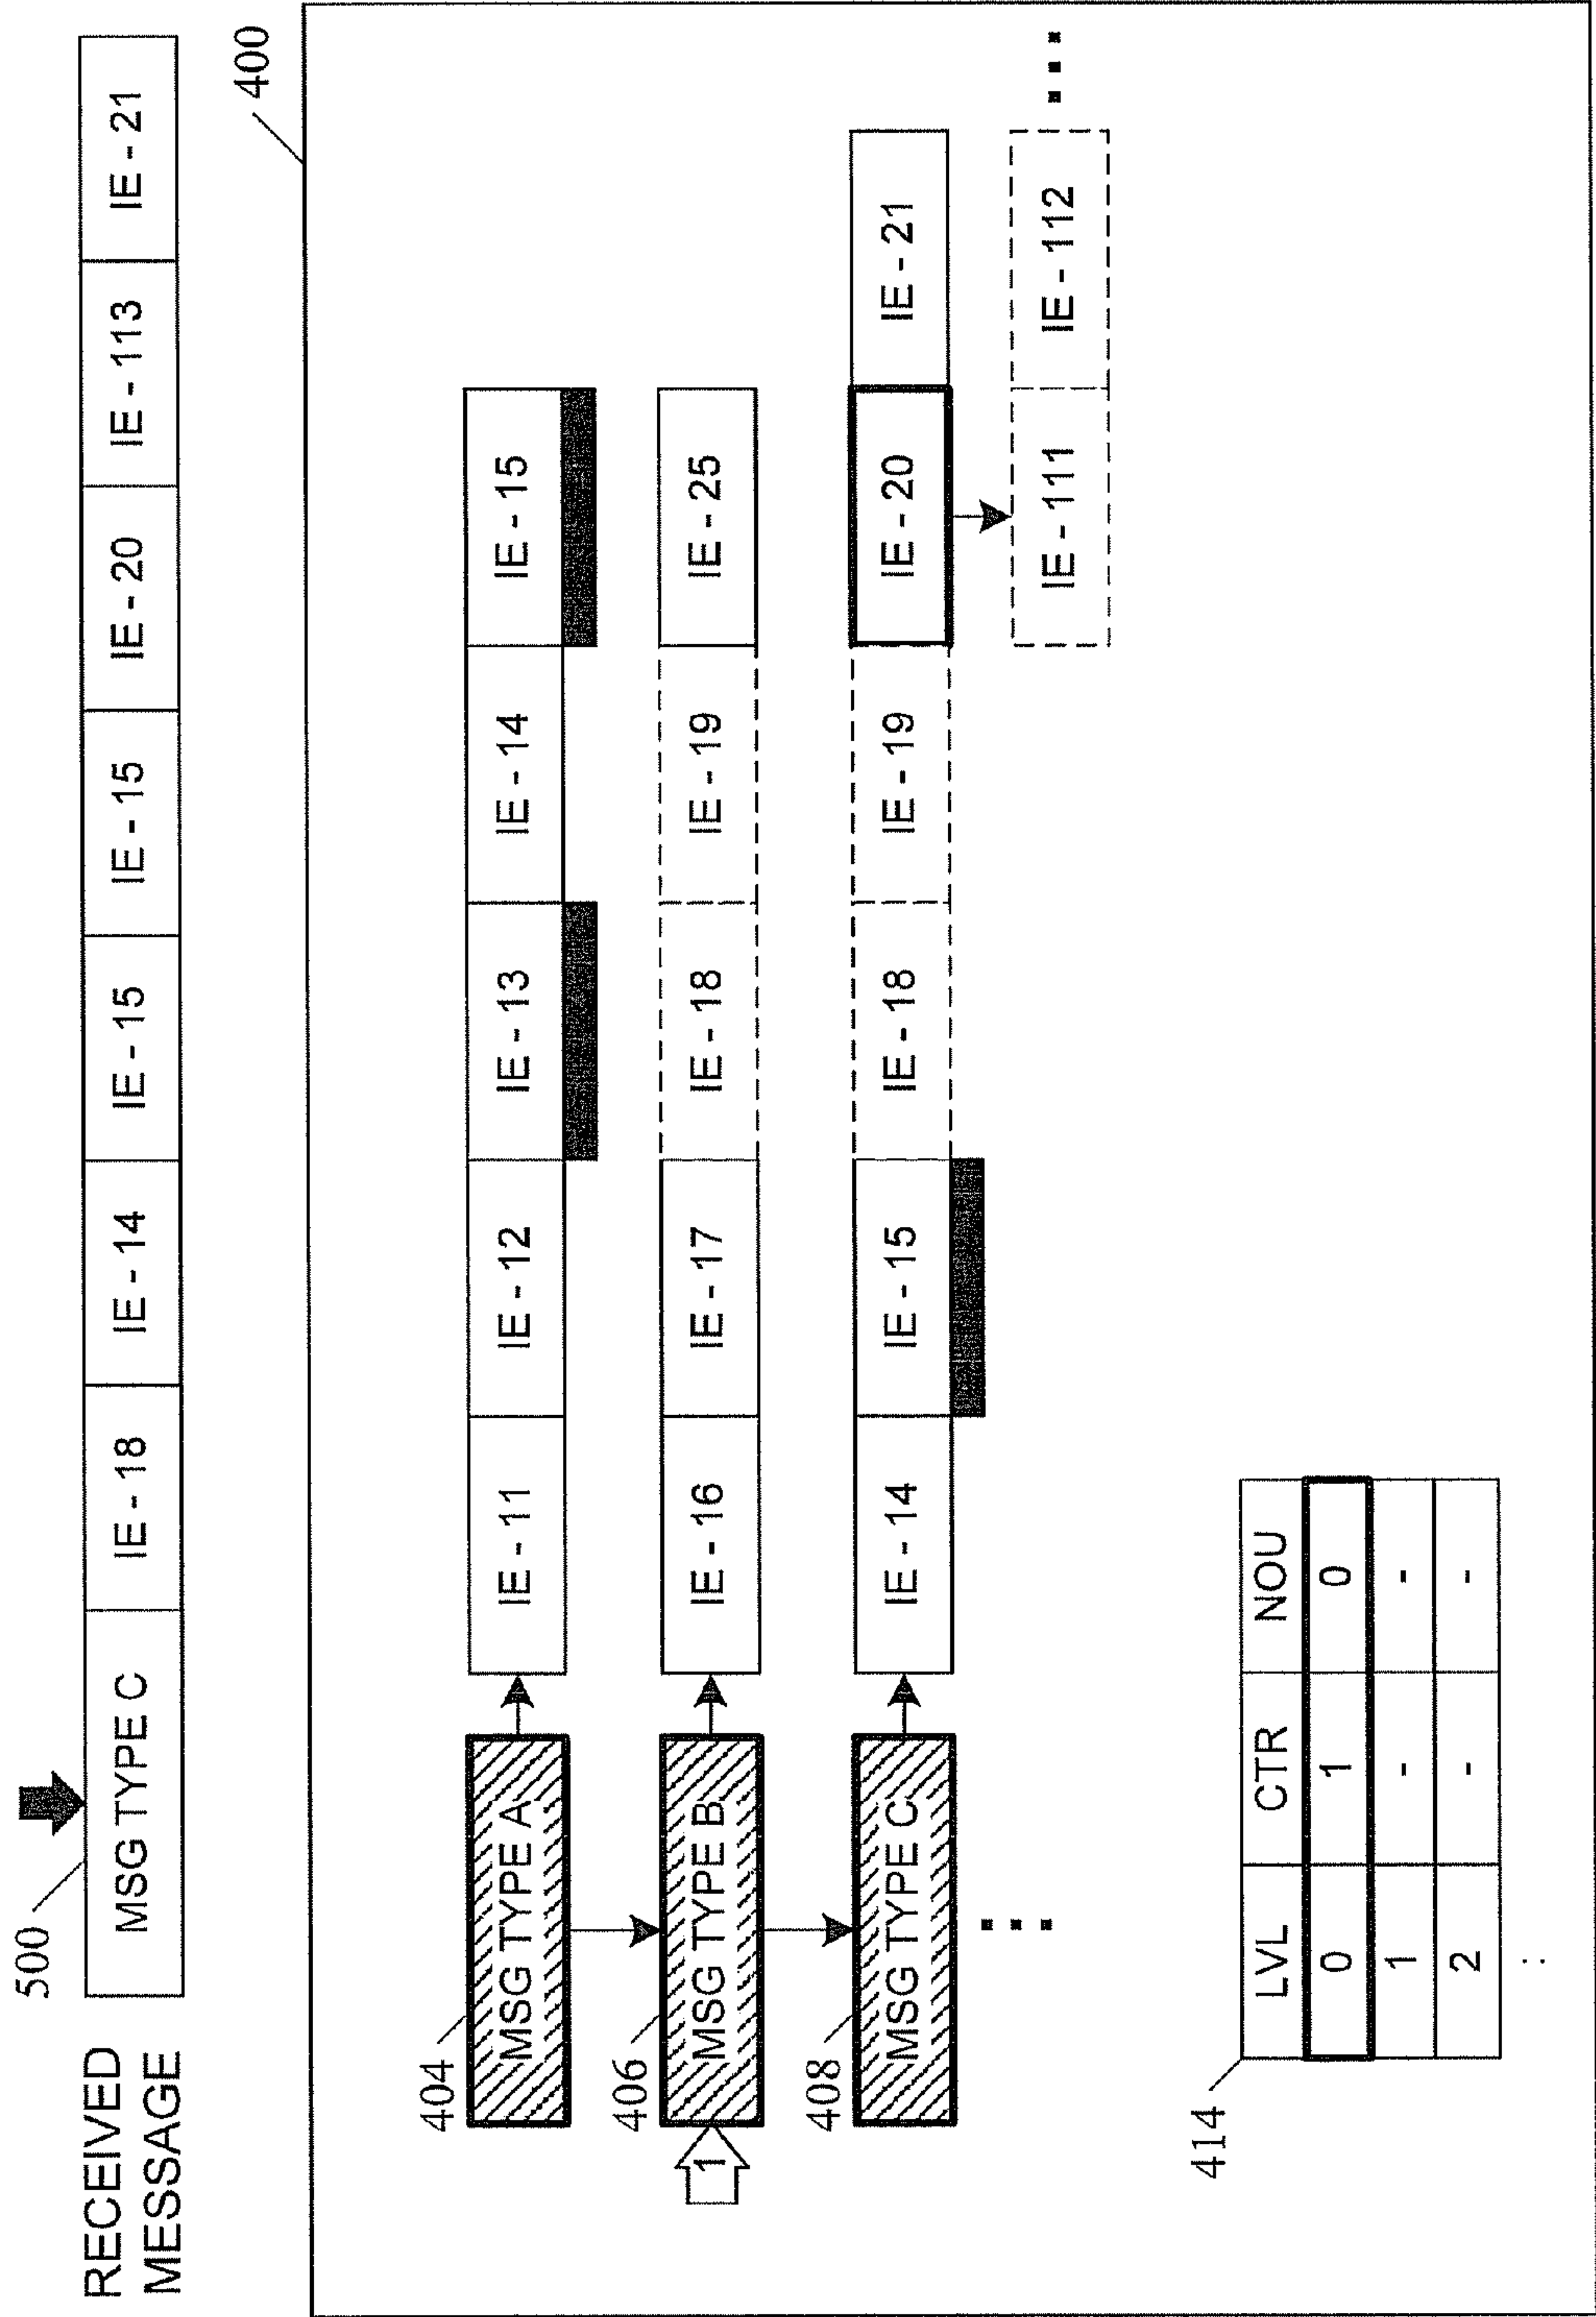 RECEIVED
MESSAGE
500
MSG TYPE C IE - 18 IE - 14 IE - 15 IE - 15 IE - 20 IE - 113 IE - 21
400
404
MSG TYPE A IE - 11 IE - 12 IE - 13 IE - 14 IE - 15
406
1 MSG TYPE B IE - 16 IE - 17 IE - 18 IE - 19 IE - 25
408
MSG TYPE C IE - 14 IE - 15 IE - 18 IE - 19 IE - 20 IE - 21
IE - 111 IE - 112
414
LVL CTR NOU
0 1 0
1 - -
2 - -